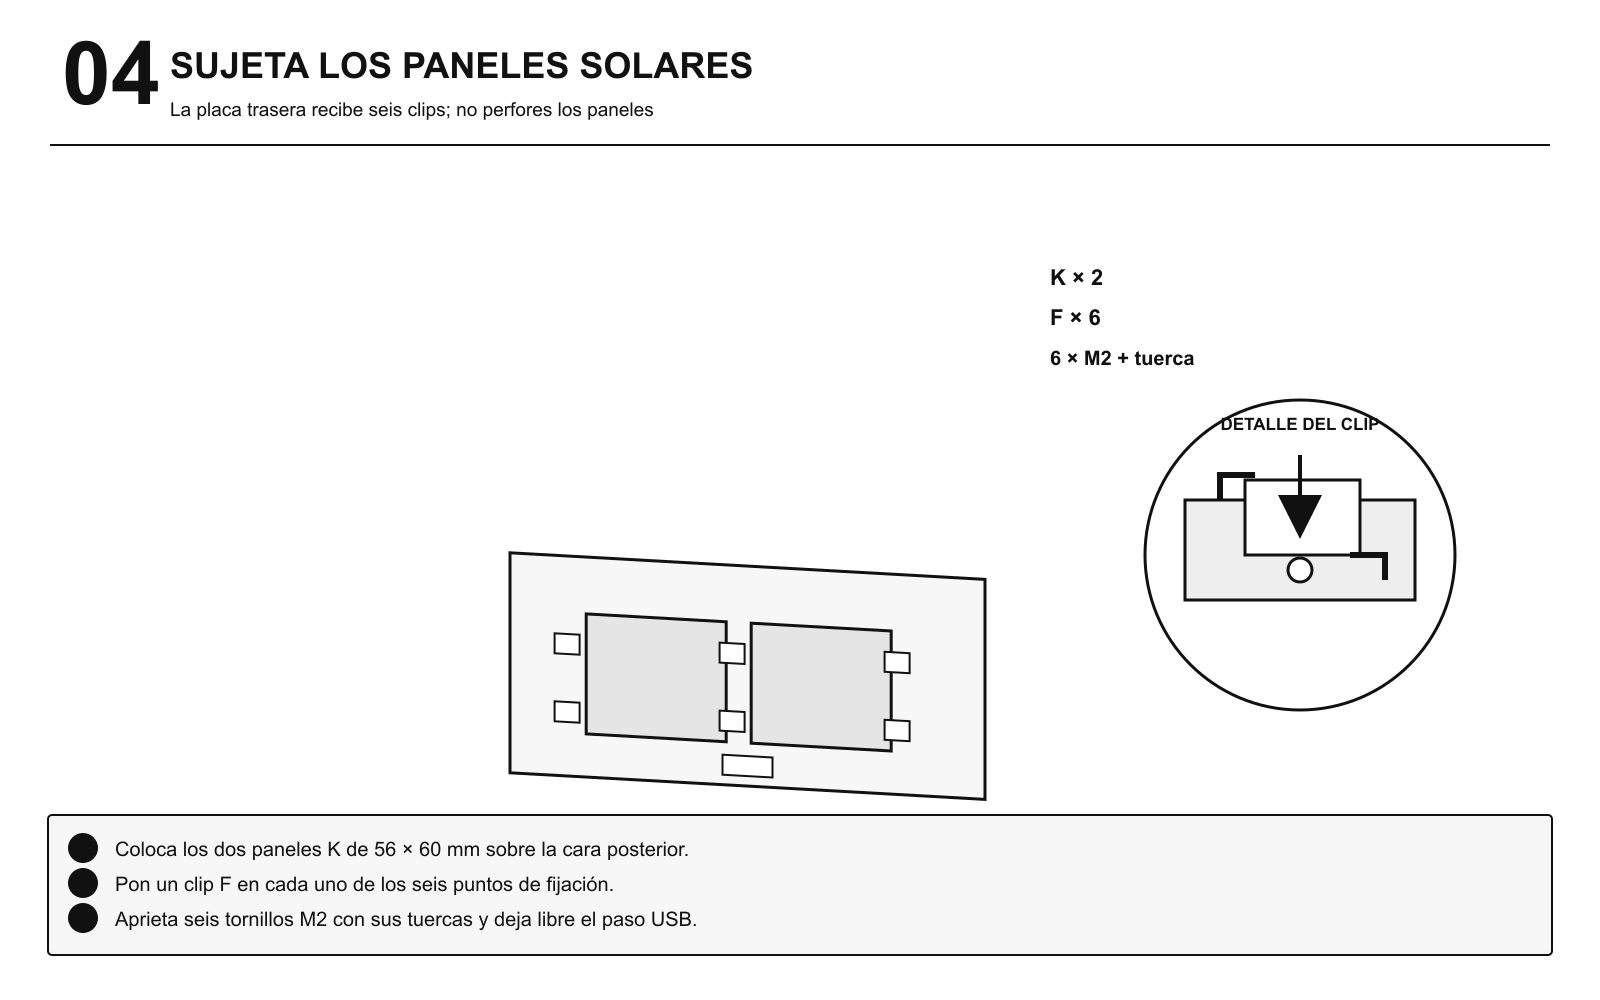 04
SUJETA LOS PANELES SOLARES
La placa trasera recibe seis clips; no perfores los paneles
K × 2
F × 6
6 × M2 + tuerca
DETALLE DEL CLIP
Coloca los dos paneles K de 56 × 60 mm sobre la cara posterior.
Pon un clip F en cada uno de los seis puntos de fijación.
Aprieta seis tornillos M2 con sus tuercas y deja libre el paso USB.